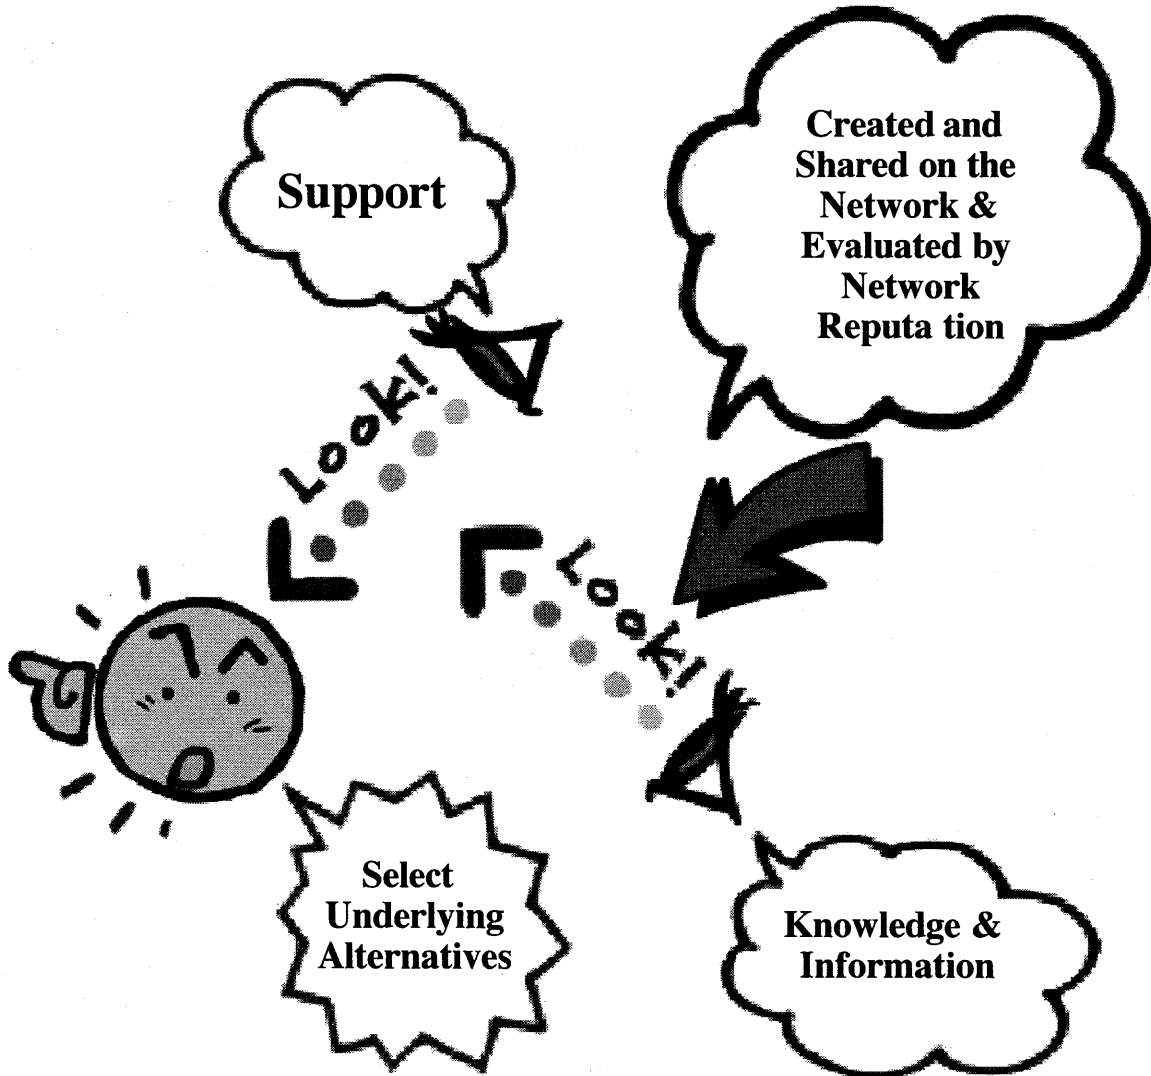 Support
Created and
Shared on the
Network &
Evaluated by
Network
Reputa tion
Look!
Look!
Select
Underlying
Alternatives
Knowledge &
Information